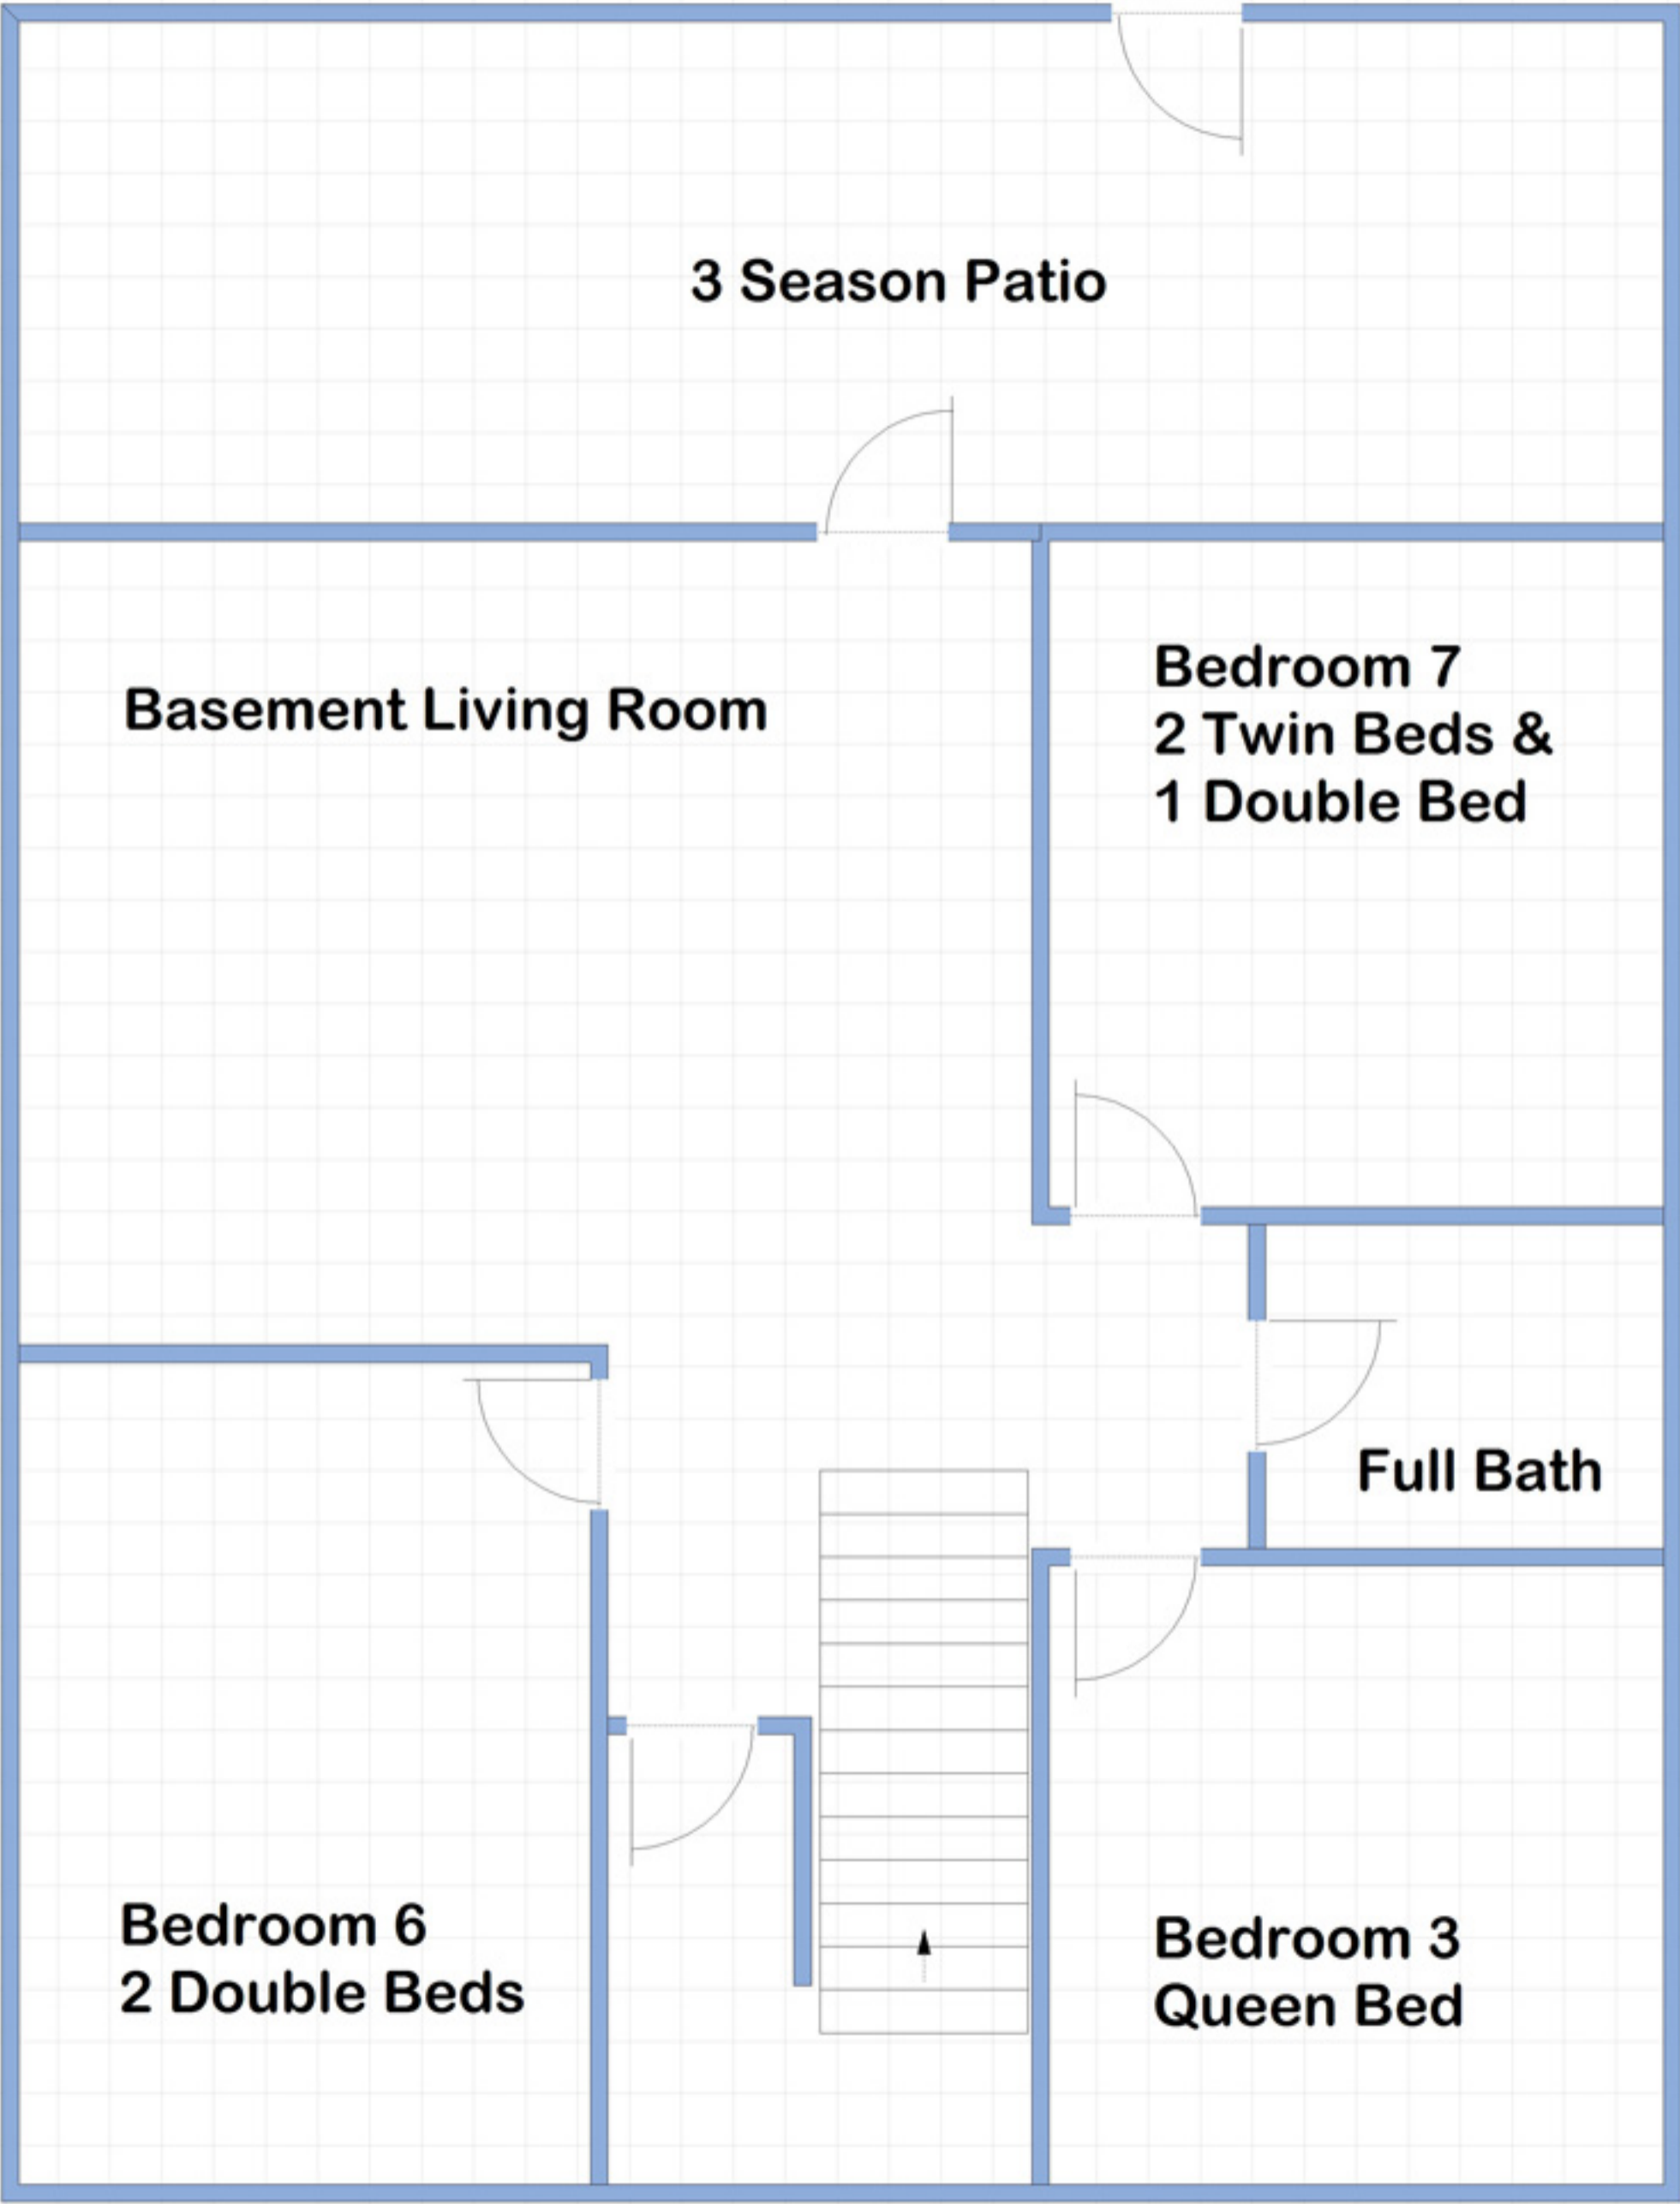 3 Season Patio
Basement Living Room
Bedroom 7
2 Twin Beds &
1 Double Bed
Full Bath
Bedroom 6
2 Double Beds
Bedroom 3
Queen Bed